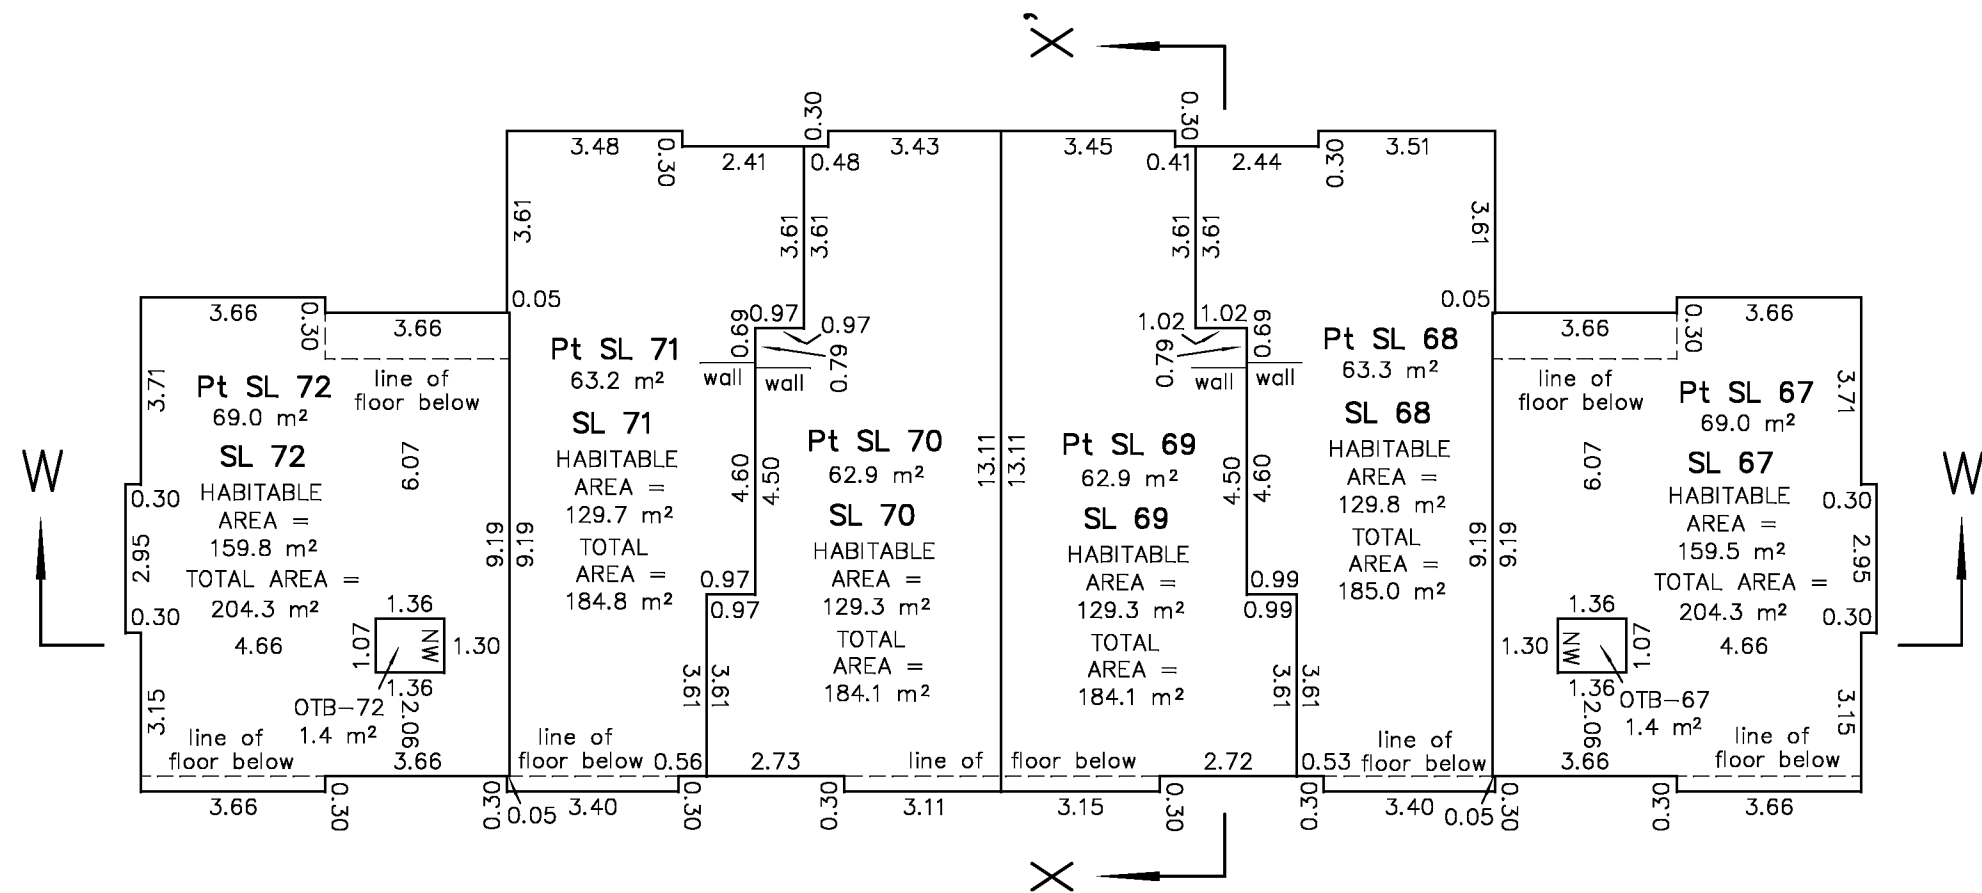 X'
0.30
0.30
3.48
0.30
2.41
0.48
3.43
3.45
0.41
2.44
0.30
3.51
3.61
3.61
3.61
3.61
3.61
3.61
0.05
0.05
3.66
0.30
3.66
0.97
0.97
0.69
0.79
wall
wall
1.02
1.02
0.69
0.79
wall
wall
3.66
0.30
3.66
line of
floor below
line of
floor below
3.71
Pt SL 72
69.0 m²
SL 72
HABITABLE
AREA =
159.8 m²
TOTAL AREA =
204.3 m²
6.07
Pt SL 71
63.2 m²
SL 71
HABITABLE
AREA =
129.7 m²
TOTAL
AREA =
184.8 m²
Pt SL 70
62.9 m²
SL 70
HABITABLE
AREA =
129.3 m²
TOTAL
AREA =
184.1 m²
Pt SL 69
62.9 m²
SL 69
HABITABLE
AREA =
129.3 m²
TOTAL
AREA =
184.1 m²
Pt SL 68
63.3 m²
SL 68
HABITABLE
AREA =
129.8 m²
TOTAL
AREA =
185.0 m²
6.07
Pt SL 67
69.0 m²
SL 67
HABITABLE
AREA =
159.5 m²
TOTAL AREA =
204.3 m²
3.71
W
W'
0.30
2.95
0.30
4.66
9.19
9.19
4.60
4.50
13.11
13.11
4.50
4.60
9.19
9.19
0.30
2.95
0.30
4.66
0.97
0.97
0.99
0.99
1.36
1.07
NW
1.30
1.36
OTB-72
1.4 m²
2.06
3.15
3.61
3.61
3.61
3.61
1.36
1.30
NW
1.07
1.36
OTB-67
1.4 m²
2.06
3.15
line of
floor below
3.66
line of
floor below
0.56
2.73
line of
floor below
2.72
0.53
line of
floor below
3.66
line of
floor below
3.66
0.30
0.30
0.05
3.40
0.30
0.30
3.11
3.15
0.30
0.30
3.40
0.05
0.30
0.30
3.66
X